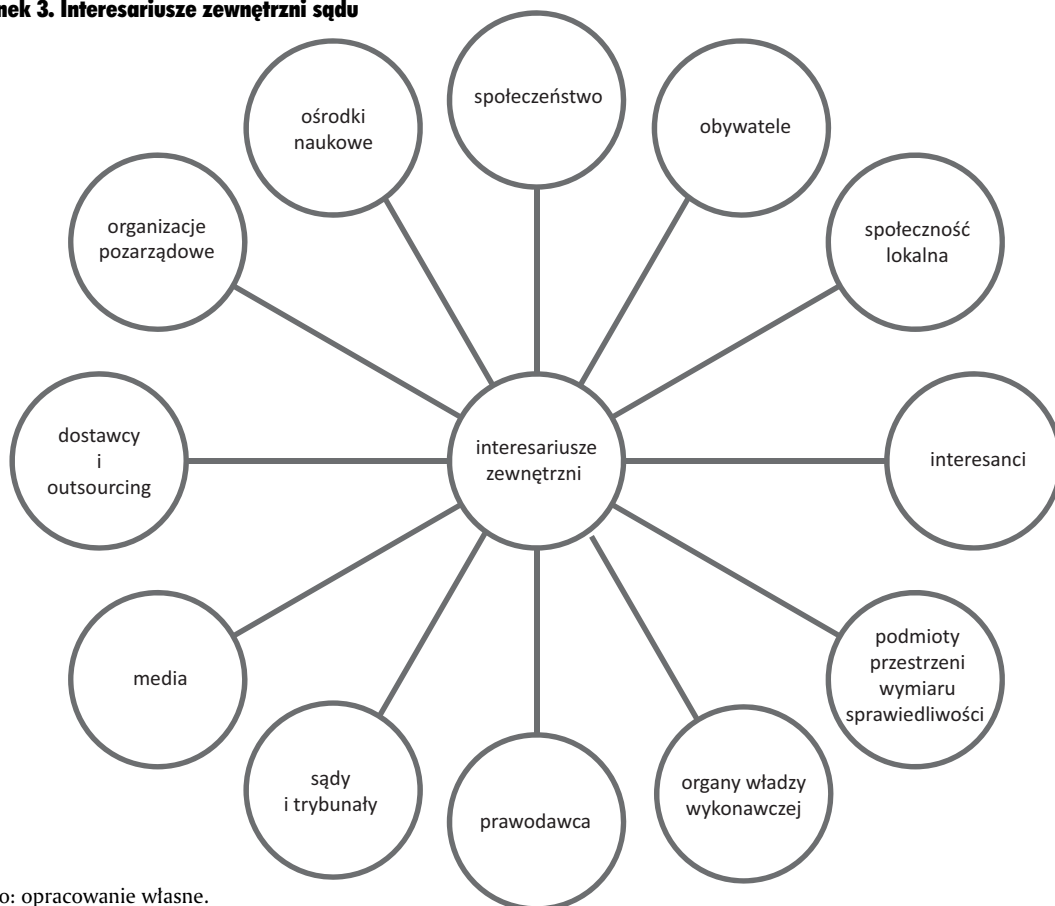 nek 3. Interesariusze zewnętrzni sądu
społeczeństwo
obywatele
społeczność
lokalna
interesanci
podmioty
przestrzeni
wymiaru
sprawiedliwości
organy władzy
wykonawczej
prawodawca
sądy
i trybunały
media
dostawcy
i
outsourcing
organizacje
pozarządowe
ośrodki
naukowe
interesariusze
zewnętrzni
o: opracowanie własne.